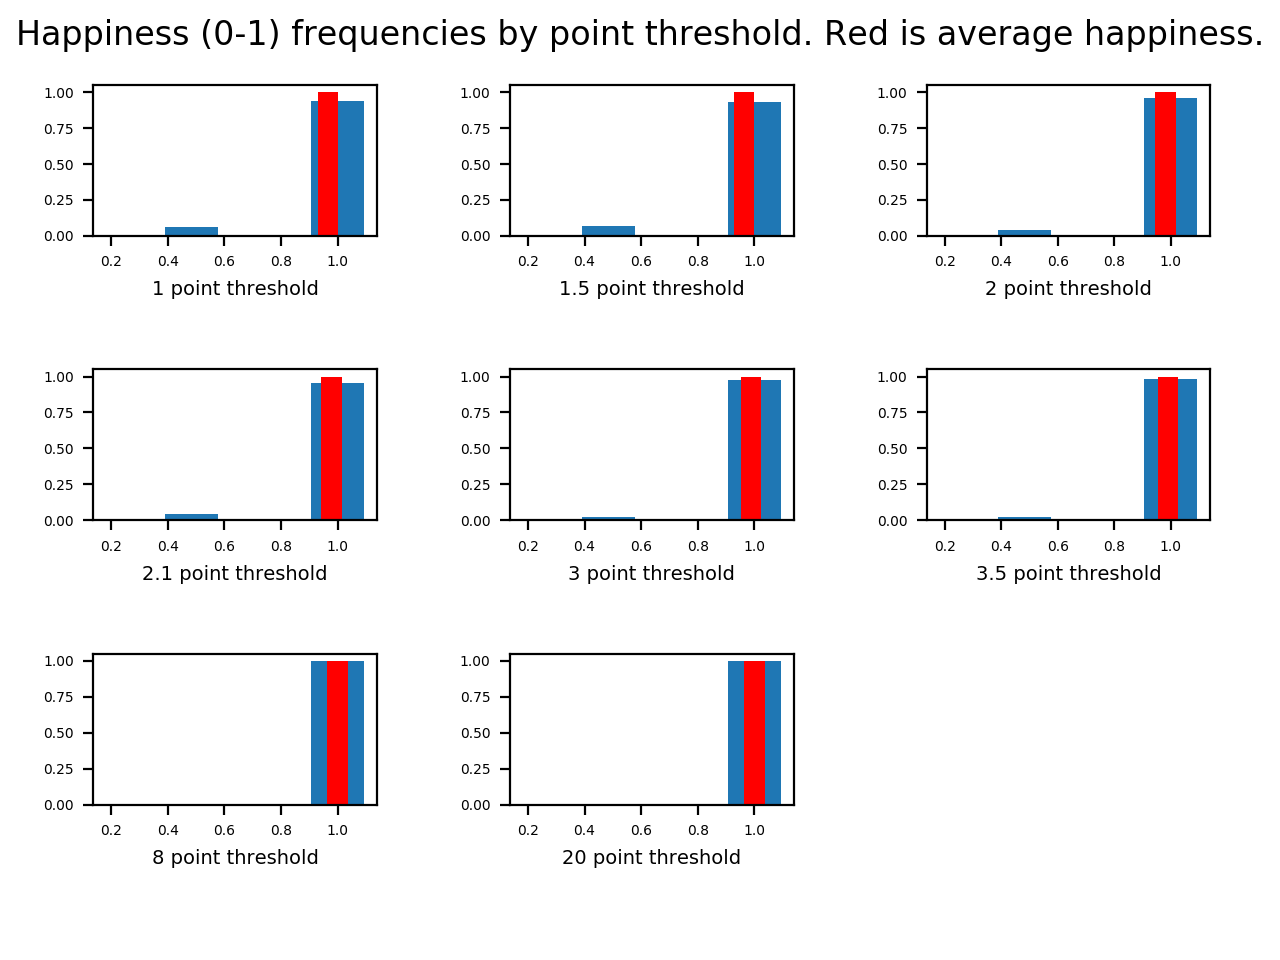 Happiness (0-1) frequencies by point threshold. Red is average happiness.
1.00 1.00 1.00
0.75 0.75 0.75
0.50 0.50 0.50
0.25 0.25 0.25
0.00 0.00 0.00
0.2 0.4 0.6 0.8 1.0 0.2 0.4 0.6 0.8 1.0 0.2 0.4 0.6 0.8 1.0
1 point threshold 1.5 point threshold 2 point threshold
1.00 1.00 1.00
0.75 0.75 0.75
0.50 0.50 0.50
0.25 0.25 0.25
0.00 0.00 0.00
0.2 0.4 0.6 0.8 1.0 0.2 0.4 0.6 0.8 1.0 0.2 0.4 0.6 0.8 1.0
2.1 point threshold 3 point threshold 3.5 point threshold
1.00 1.00
0.75 0.75
0.50 0.50
0.25 0.25
0.00 0.00
0.2 0.4 0.6 0.8 1.0 0.2 0.4 0.6 0.8 1.0
8 point threshold 20 point threshold